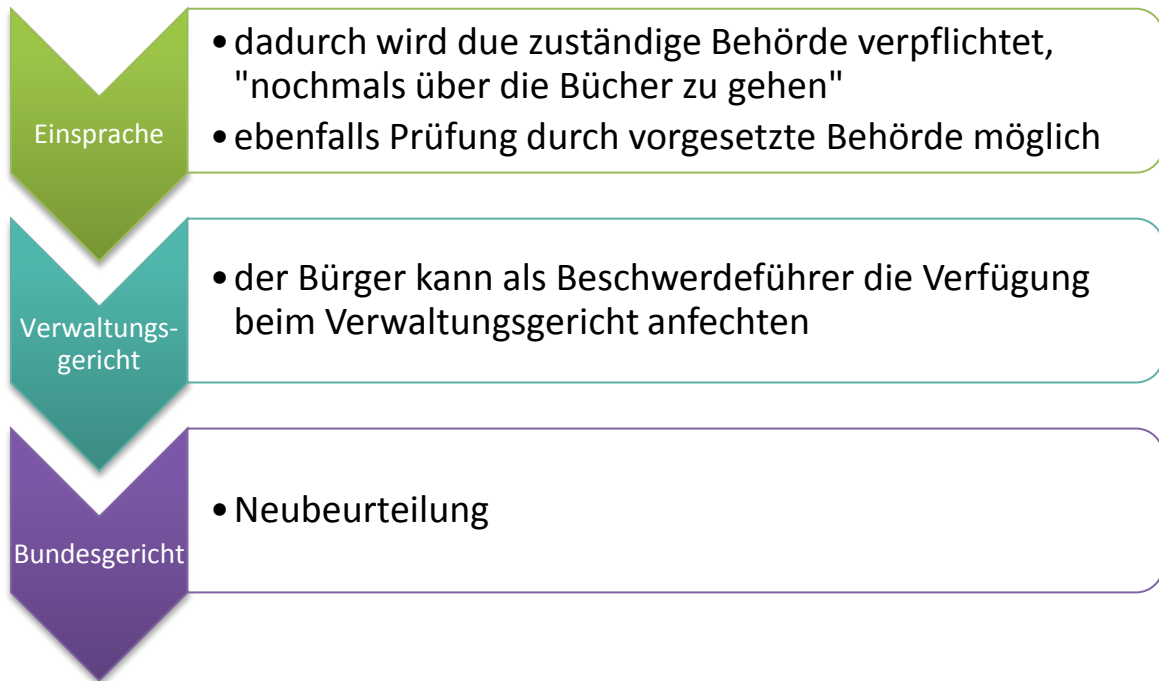 Einsprache
• dadurch wird due zuständige Behörde verpflichtet,
"nochmals über die Bücher zu gehen"
• ebenfalls Prüfung durch vorgesetzte Behörde möglich
Verwaltungs-
gericht
• der Bürger kann als Beschwerdeführer die Verfügung
beim Verwaltungsgericht anfechten
Bundesgericht
• Neubeurteilung